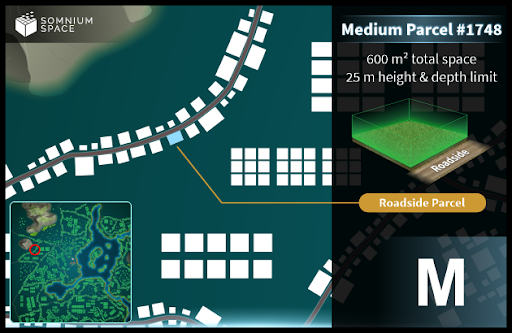 SOMNIUM
SPACE
Medium Parcel #1748
600 m² total space
25 m height & depth limit
Roadside
Roadside Parcel
M